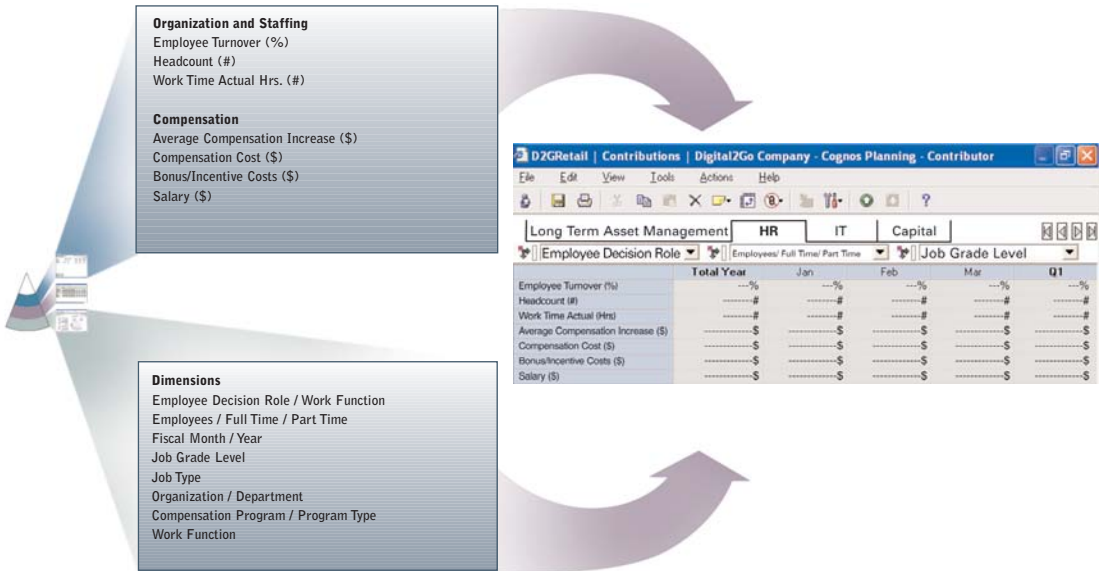 Organization and Staffing
Employee Turnover (%)
Headcount (#)
Work Time Actual Hrs. (#)
Compensation
Average Compensation Increase ($)
Compensation Cost ($)
Bonus/Incentive Costs ($)
Salary ($)
D2GRetail | Contributions | Digital2Go Company - Cognos Planning - Contributor
File Edit View Tools Actions Help
Long Term Asset Management HR IT Capital
Employee Decision Role Employees/ Full Time/ Part Time Job Grade Level
Total Year Jan Feb Mar Q1
Employee Turnover (%) ---% ---% ---% ---% ---%
Headcount (#) --------# --------# --------# --------# --------#
Work Time Actual (Hrs) --------# --------# --------# --------# --------#
Average Compensation Increase ($) ------------$ ------------$ ------------$ ------------$ ------------$
Compensation Cost ($) ------------$ ------------$ ------------$ ------------$ ------------$
Bonus/Incentive Costs ($) ------------$ ------------$ ------------$ ------------$ ------------$
Salary ($) ------------$ ------------$ ------------$ ------------$ ------------$
Dimensions
Employee Decision Role / Work Function
Employees / Full Time / Part Time
Fiscal Month / Year
Job Grade Level
Job Type
Organization / Department
Compensation Program / Program Type
Work Function